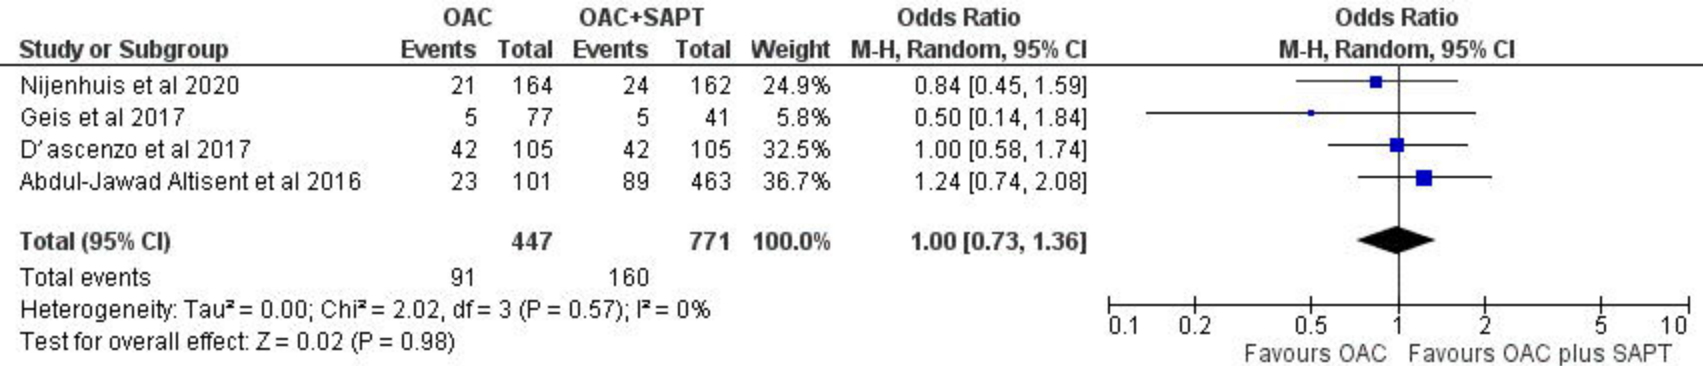 OAC OAC+SAPT Odds Ratio Odds Ratio
Study or Subgroup Events Total Events Total Weight M-H, Random, 95% CI M-H, Random, 95% CI
Nijenhuis et al 2020 21 164 24 162 24.9% 0.84 [0.45, 1.59]
Geis et al 2017 5 77 5 41 5.8% 0.50 [0.14, 1.84]
D'ascenzo et al 2017 42 105 42 105 32.5% 1.00 [0.58, 1.74]
Abdul-Jawad Altisent et al 2016 23 101 89 463 36.7% 1.24 [0.74, 2.08]
Total (95% CI) 447 771 100.0% 1.00 [0.73, 1.36]
Total events 91 160
Heterogeneity: Tau² = 0.00; Chi² = 2.02, df = 3 (P = 0.57); I² = 0%
Test for overall effect: Z = 0.02 (P = 0.98)
0.1 0.2 0.5 1 2 5 10
Favours OAC Favours OAC plus SAPT